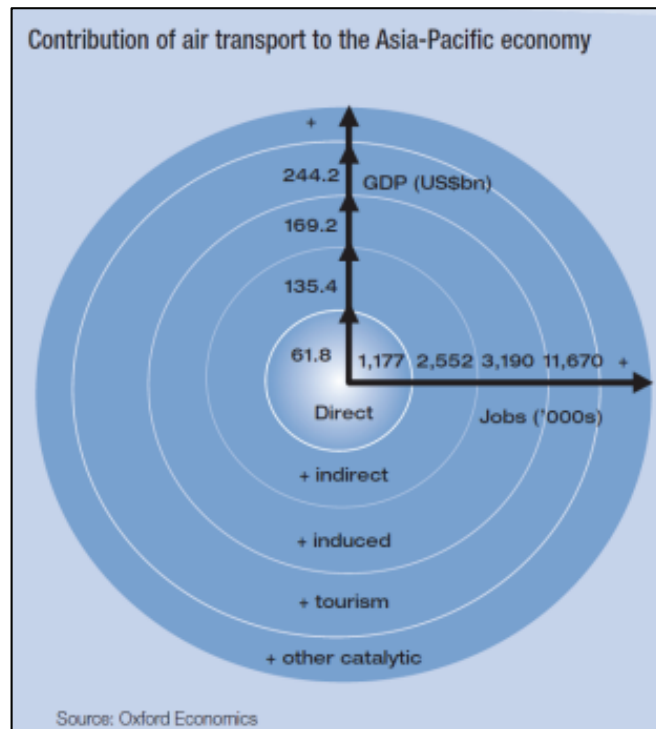 Contribution of air transport to the Asia-Pacific economy
+
244.2 GDP (US$bn)
169.2
135.4
61.8 1,177 2,552 3,190 11,670 +
Direct Jobs ('000s)
+ indirect
+ induced
+ tourism
+ other catalytic
Source: Oxford Economics